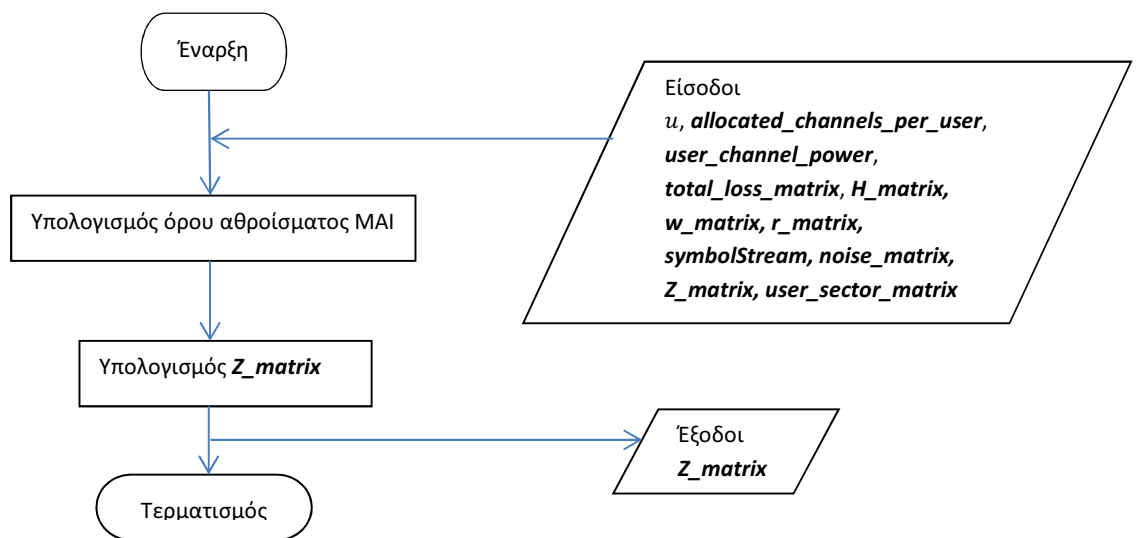 Έναρξη
Είσοδοι
u, allocated_channels_per_user,
user_channel_power,
total_loss_matrix, H_matrix,
w_matrix, r_matrix,
symbolStream, noise_matrix,
Z_matrix, user_sector_matrix
Υπολογισμός όρου αθροίσματος MAI
Υπολογισμός Z_matrix
Έξοδοι
Z_matrix
Τερματισμός